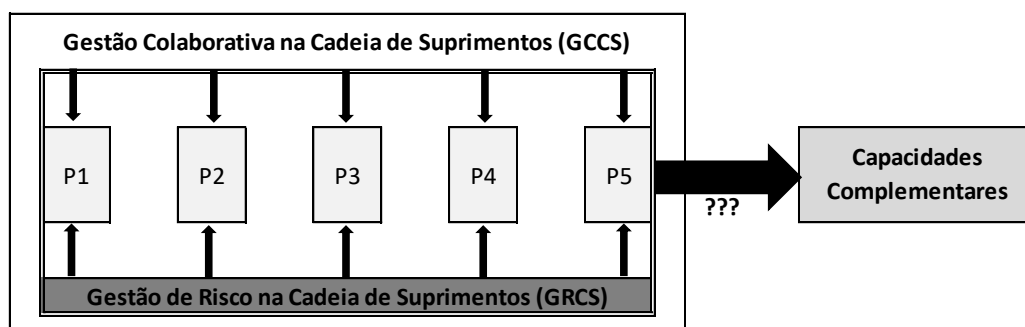 Gestão Colaborativa na Cadeia de Suprimentos (GCCS)
P1
P2
P3
P4
P5
???
Capacidades
Complementares
Gestão de Risco na Cadeia de Suprimentos (GRCS)